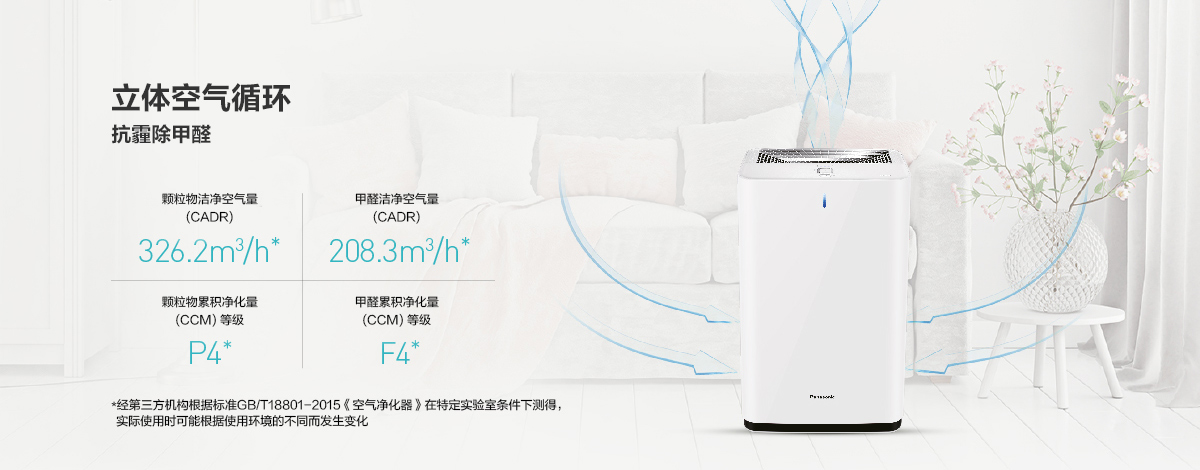 立体空气循环
抗霾除甲醛
颗粒物洁净空气量
(CADR)
326.2m³/h*
甲醛洁净空气量
(CADR)
208.3m³/h*
颗粒物累积净化量
(CCM) 等级
P4*
甲醛累积净化量
(CCM) 等级
F4*
*经第三方机构根据标准GB/T18801-2015《空气净化器》在特定实验室条件下测得，
实际使用时可能根据使用环境的不同而发生变化
Panasonic